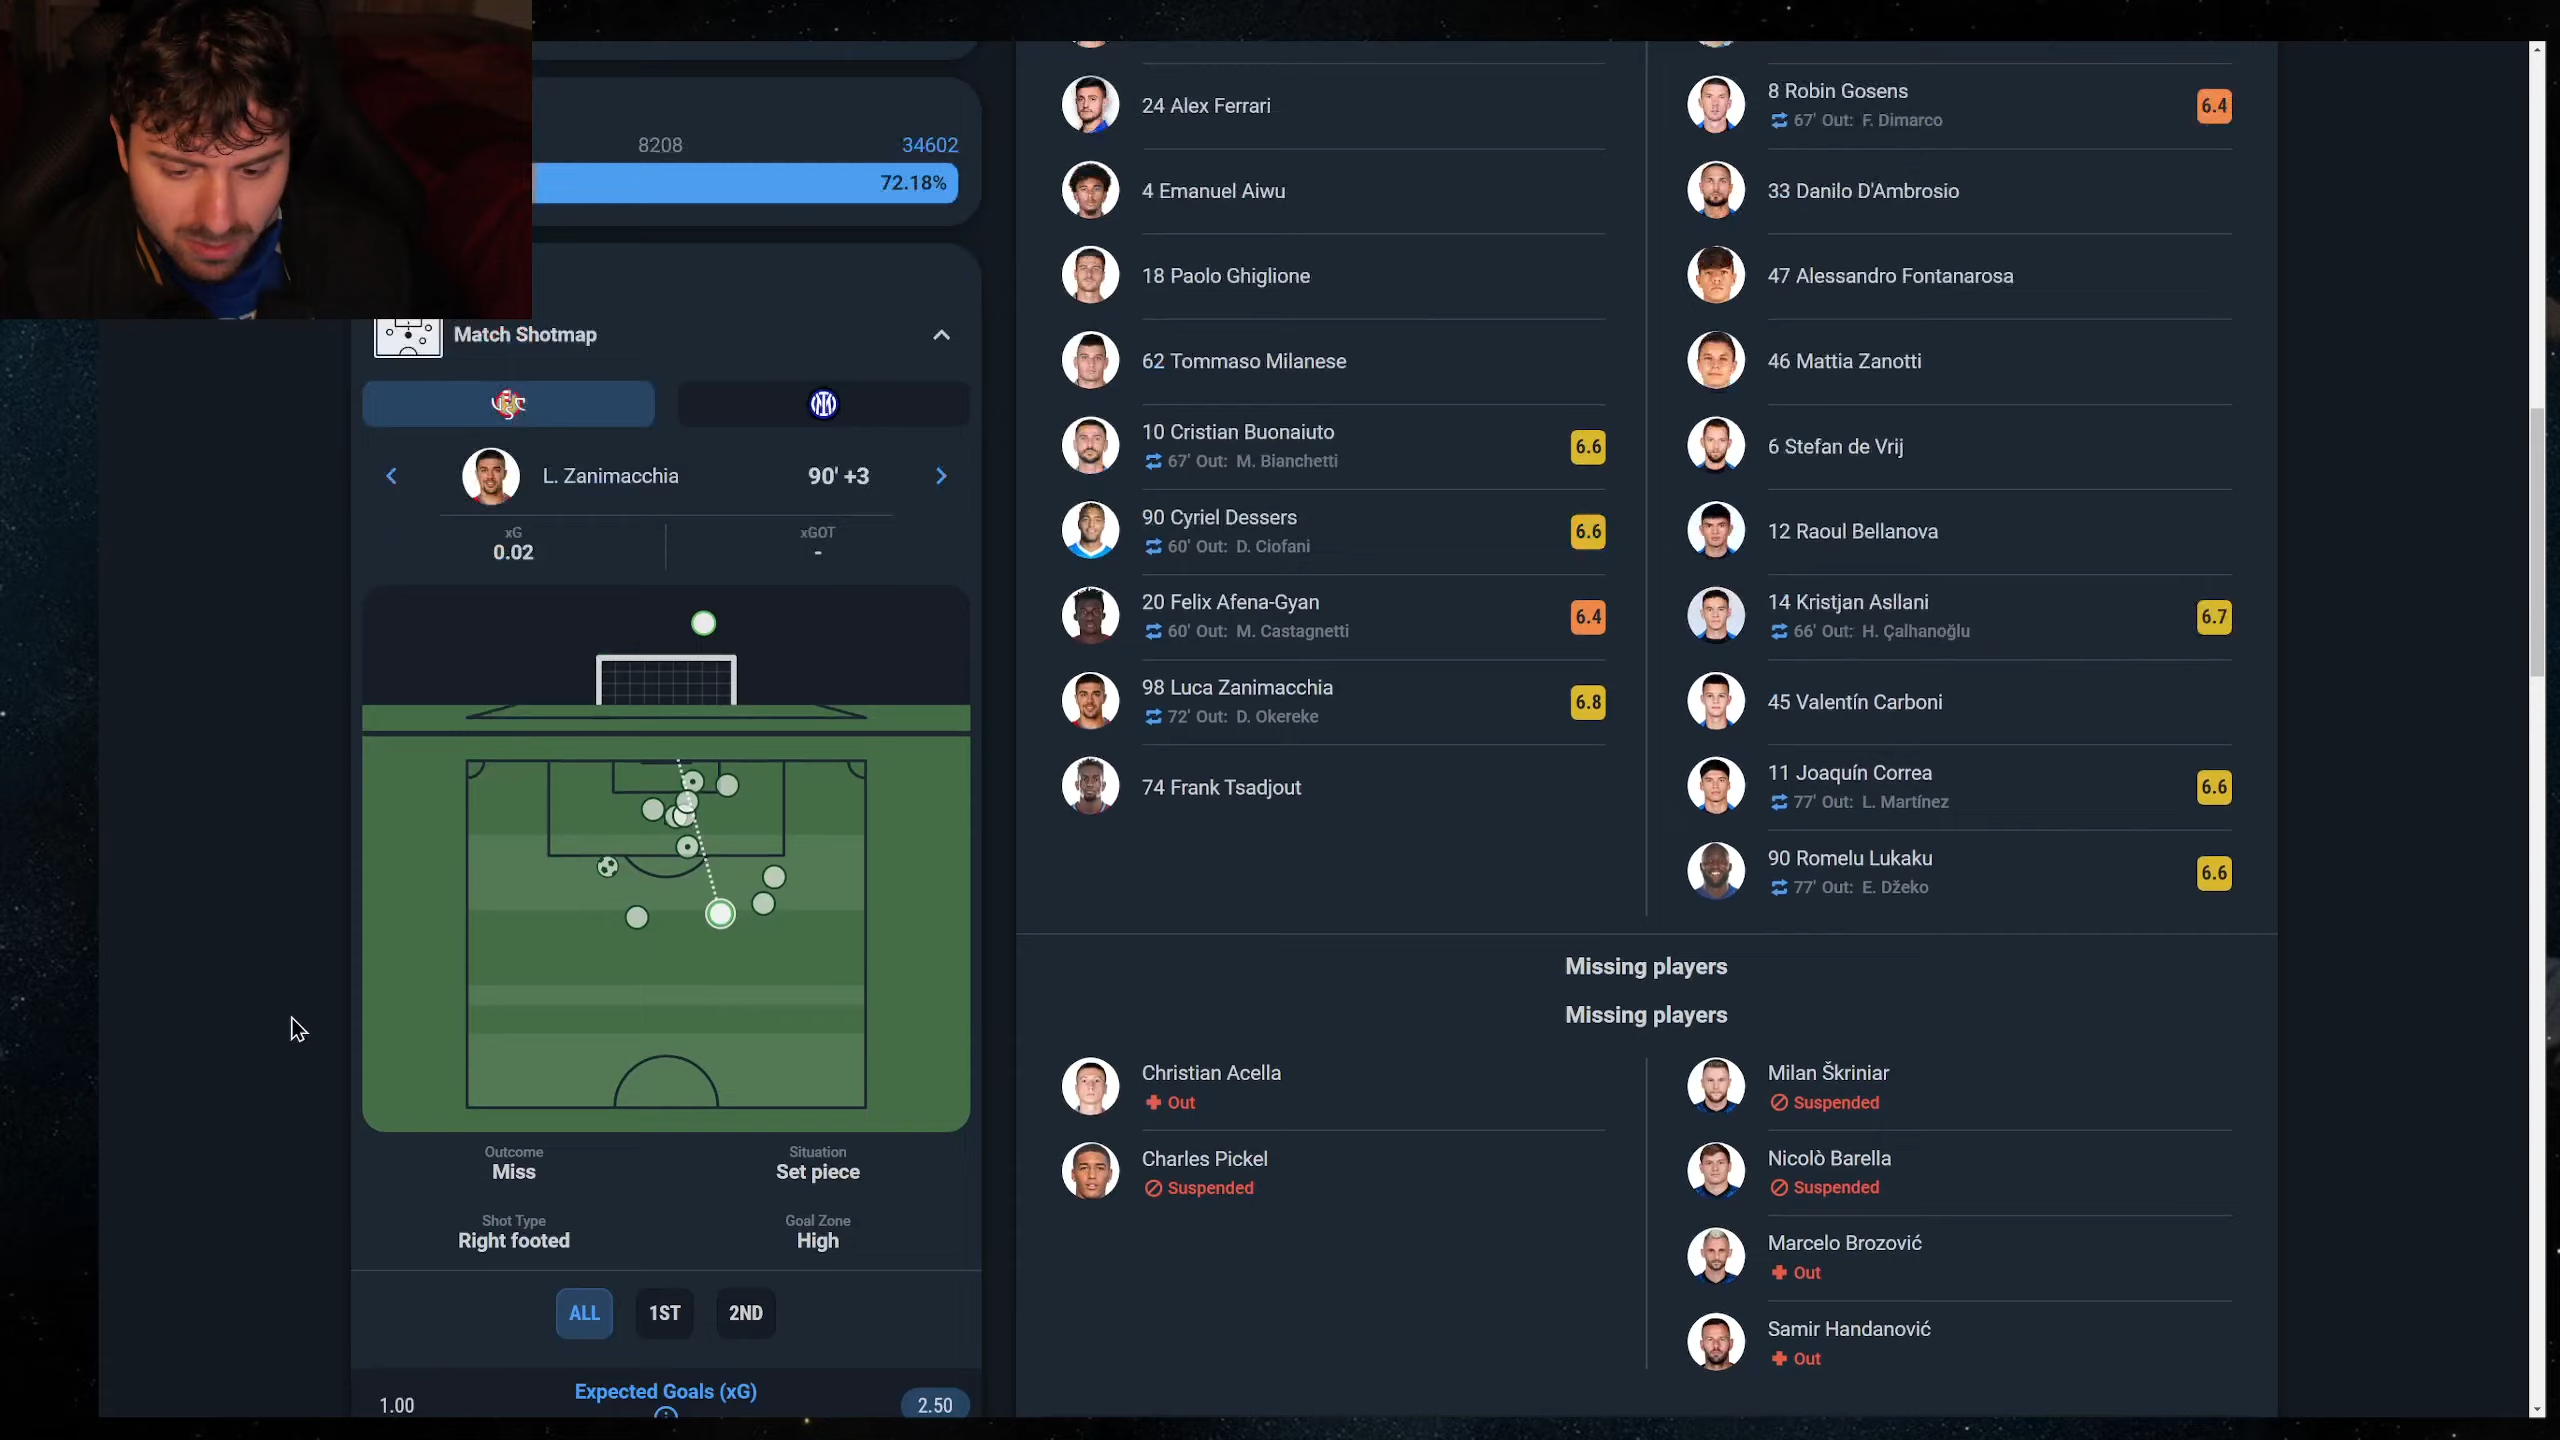 8208
34602
72.18%
Match Shotmap
L. Zanimacchia
90' +3
xG
0.02
xGOT
-
Outcome
Miss
Situation
Set piece
Shot Type
Right footed
Goal Zone
High
ALL
1ST
2ND
1.00
Expected Goals (xG)
2.50
24 Alex Ferrari
4 Emanuel Aiwu
18 Paolo Ghiglione
62 Tommaso Milanese
10 Cristian Buonaiuto
67' Out: M. Bianchetti
6.6
90 Cyriel Dessers
60' Out: D. Ciofani
6.6
20 Felix Afena-Gyan
60' Out: M. Castagnetti
6.4
98 Luca Zanimacchia
72' Out: D. Okereke
6.8
74 Frank Tsadjout
8 Robin Gosens
67' Out: F. Dimarco
6.4
33 Danilo D'Ambrosio
47 Alessandro Fontanarosa
46 Mattia Zanotti
6 Stefan de Vrij
12 Raoul Bellanova
14 Kristjan Asllani
66' Out: H. Çalhanoğlu
6.7
45 Valentín Carboni
11 Joaquín Correa
77' Out: L. Martínez
6.6
90 Romelu Lukaku
77' Out: E. Džeko
6.6
Missing players
Missing players
Christian Acella
Out
Charles Pickel
Suspended
Milan Škriniar
Suspended
Nicolò Barella
Suspended
Marcelo Brozović
Out
Samir Handanović
Out